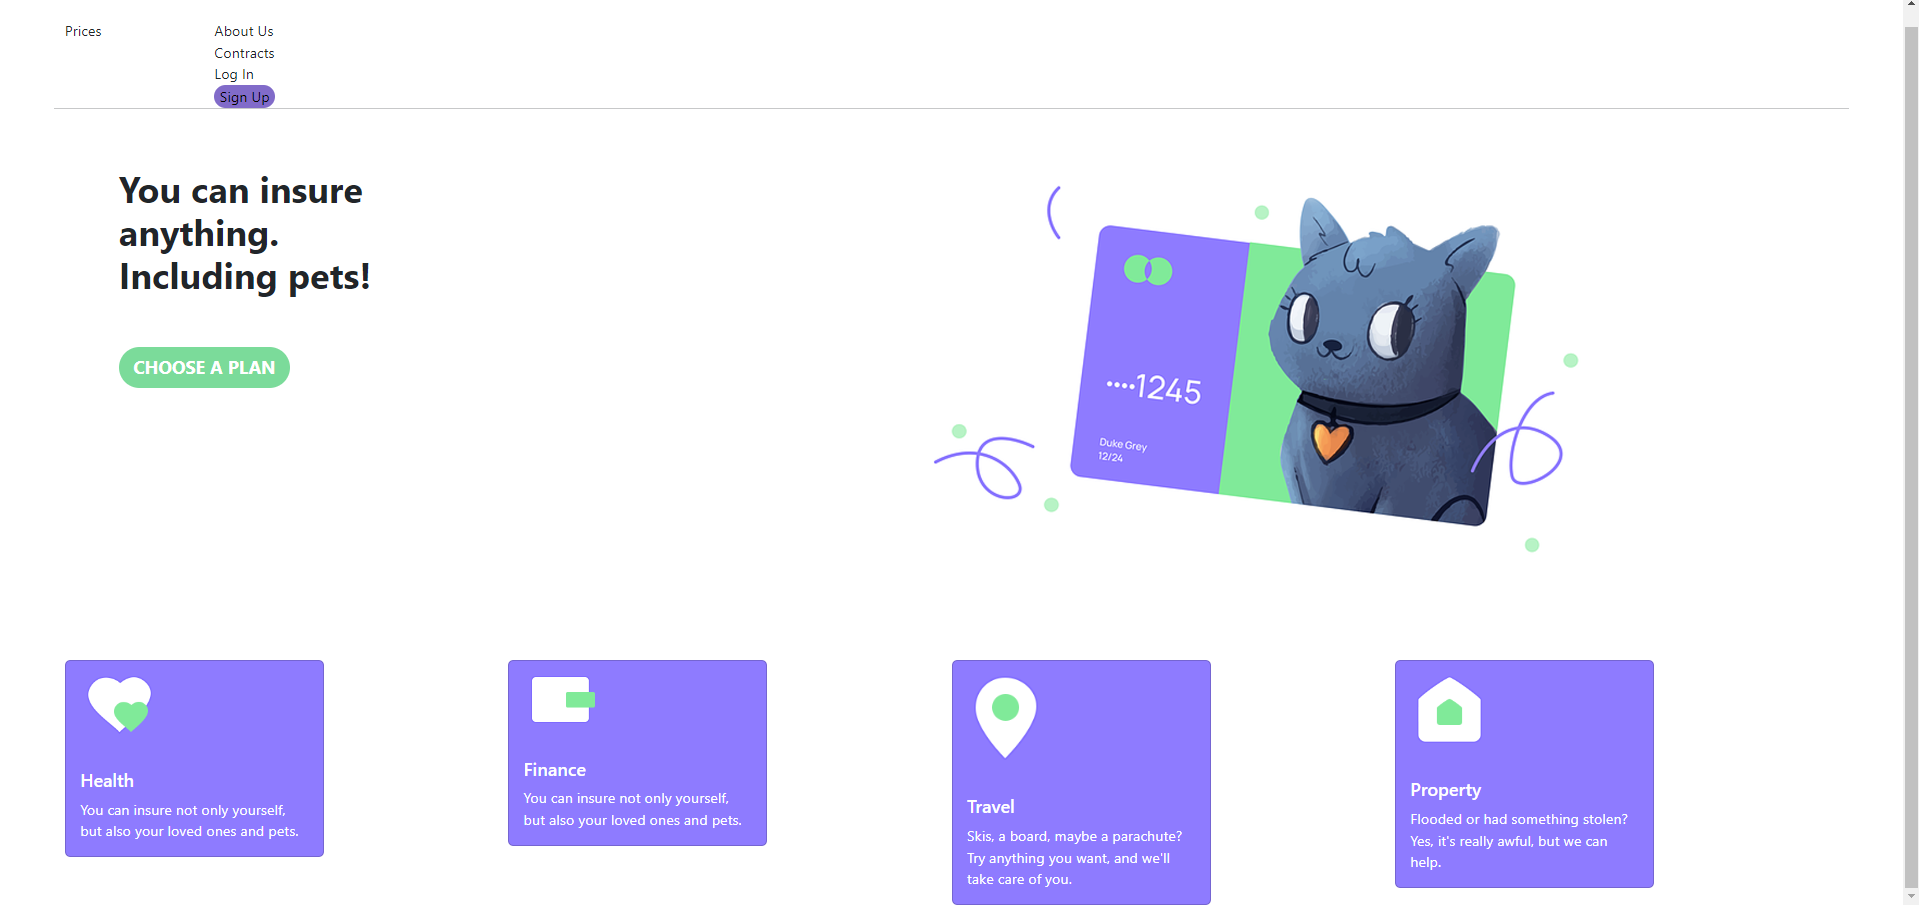 Prices
About Us
Contracts
Log In
Sign Up
You can insure
anything.
Including pets!
CHOOSE A PLAN
••••1245
Duke Grey
12/24
Health
You can insure not only yourself,
but also your loved ones and pets.
Finance
You can insure not only yourself,
but also your loved ones and pets.
Travel
Skis, a board, maybe a parachute?
Try anything you want, and we'll
take care of you.
Property
Flooded or had something stolen?
Yes, it's really awful, but we can
help.